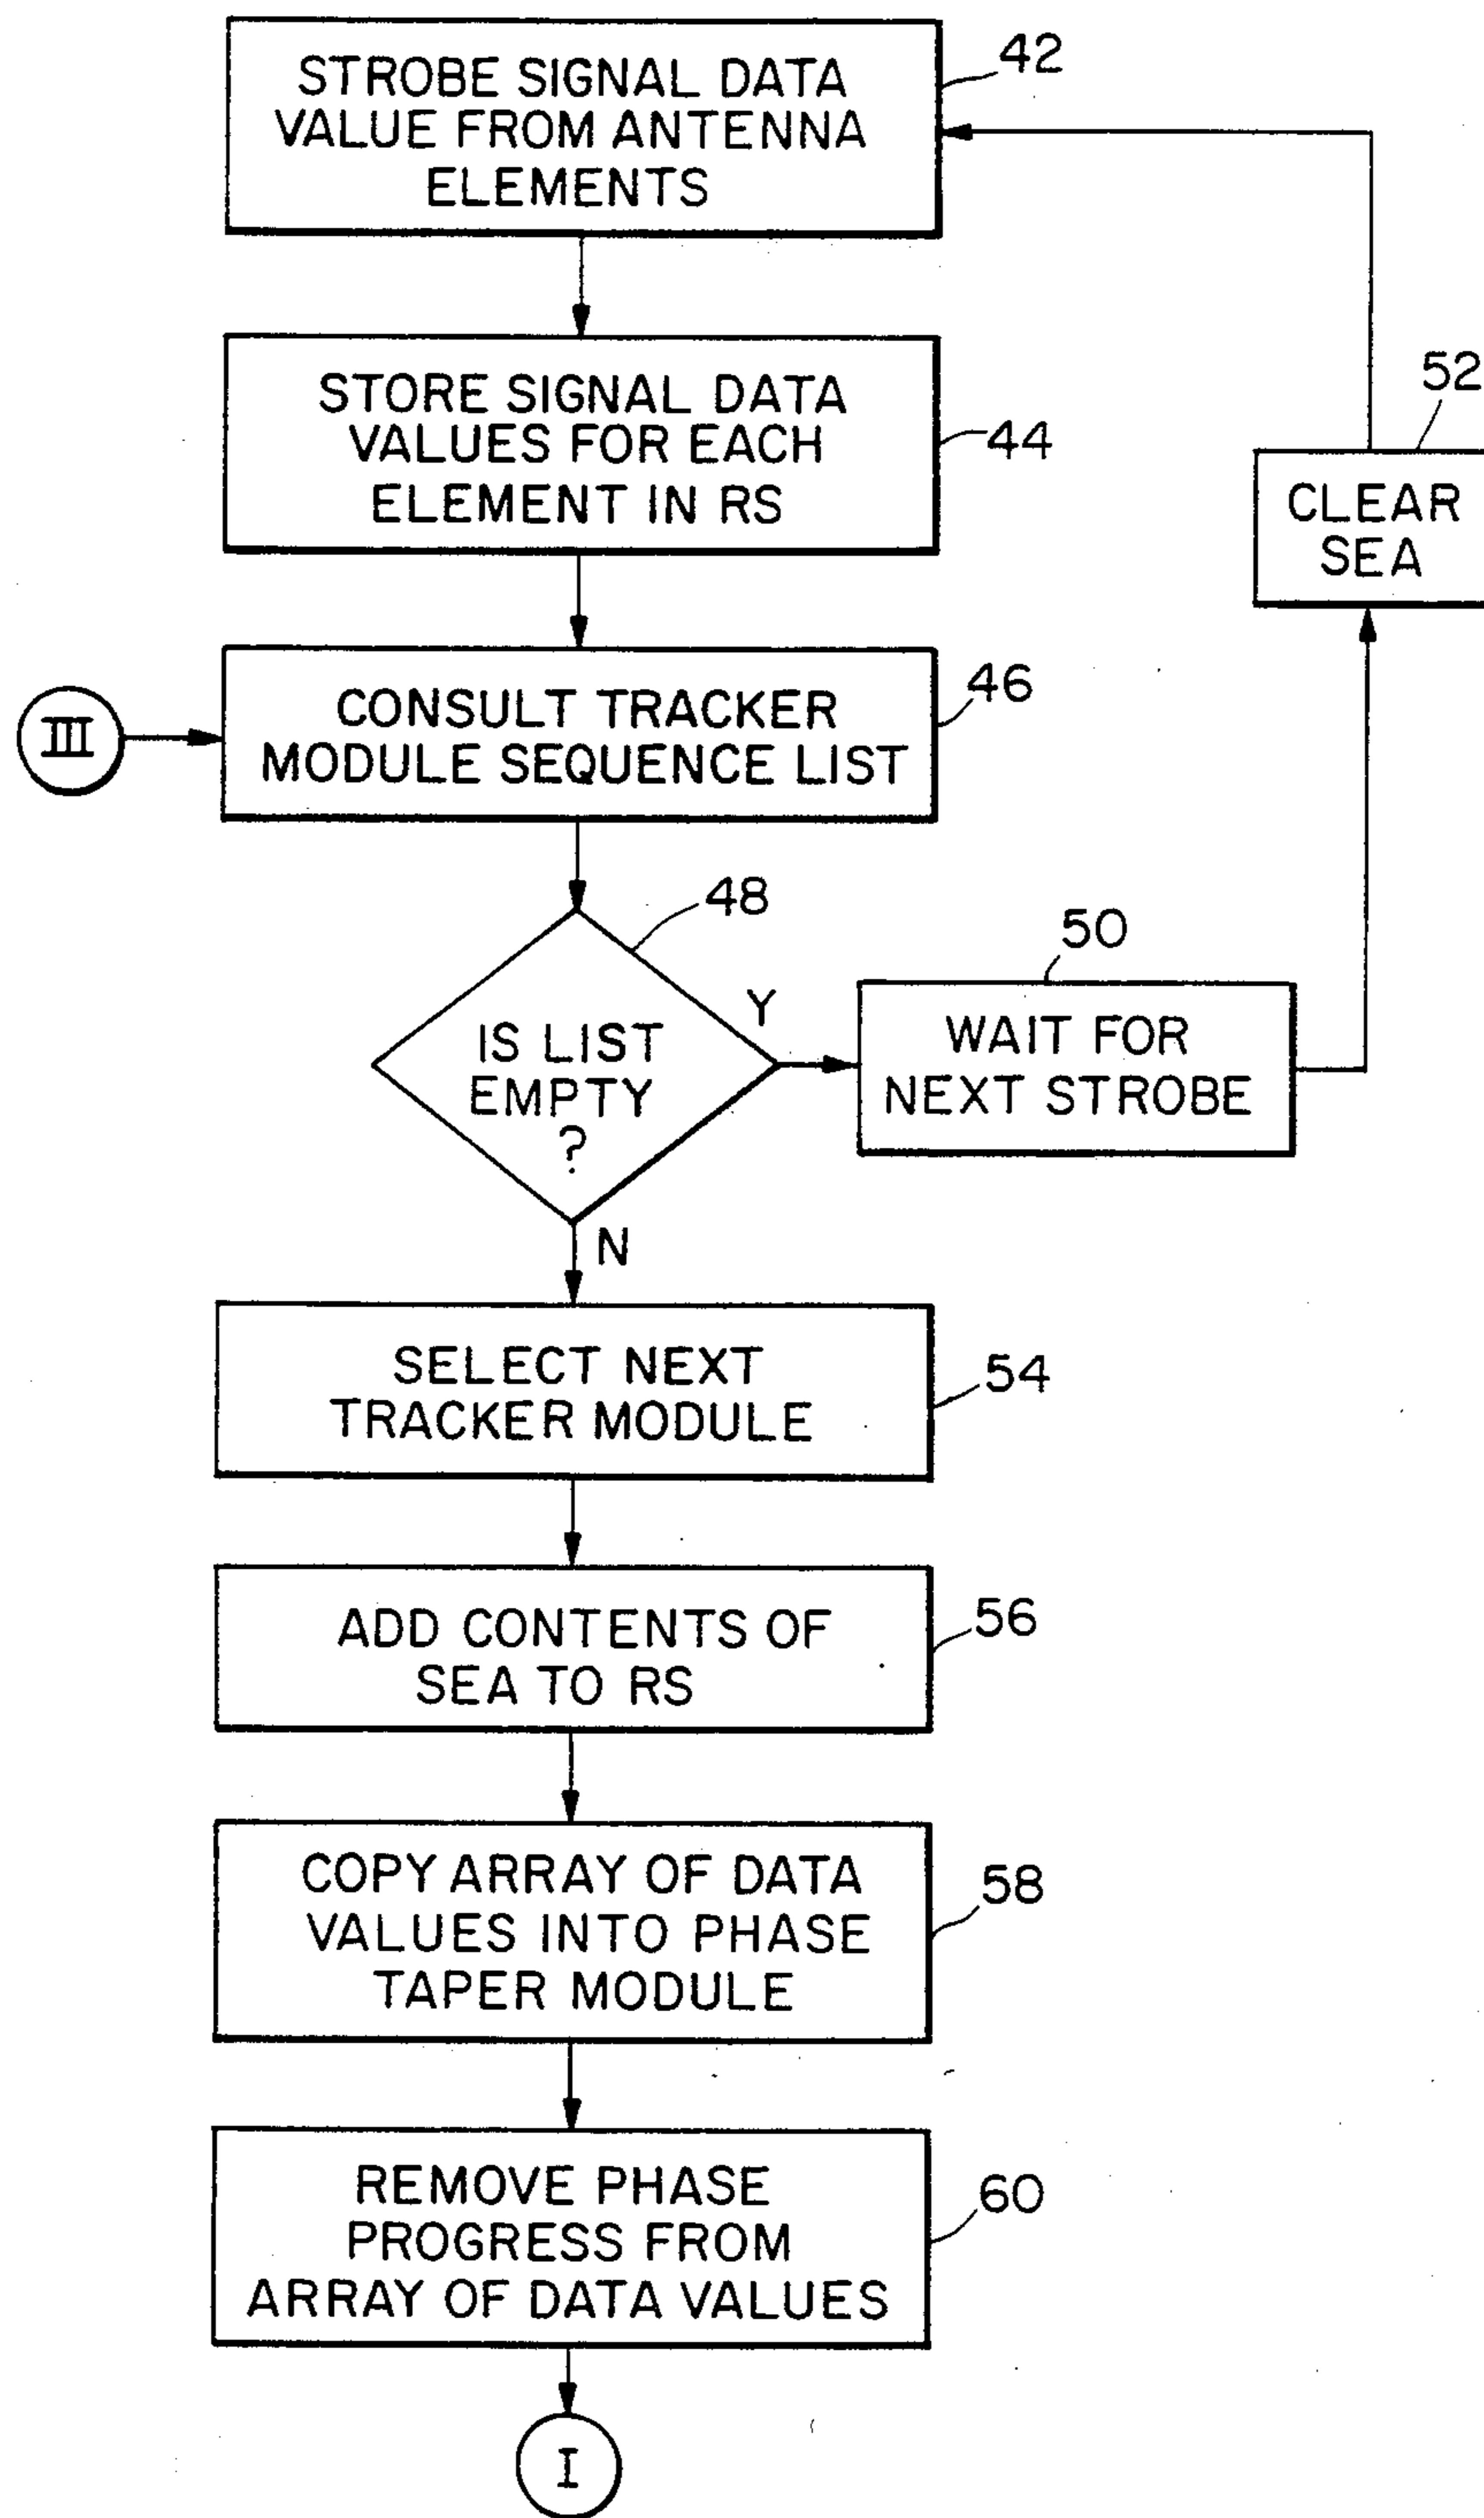 STROBE SIGNAL DATA
VALUE FROM ANTENNA
ELEMENTS
42
STORE SIGNAL DATA
VALUES FOR EACH
ELEMENT IN RS
44
52
CLEAR
SEA
III
CONSULT TRACKER
MODULE SEQUENCE LIST
46
48
IS LIST
EMPTY
?
Y
50
WAIT FOR
NEXT STROBE
N
SELECT NEXT
TRACKER MODULE
54
ADD CONTENTS OF
SEA TO RS
56
COPY ARRAY OF DATA
VALUES INTO PHASE
TAPER MODULE
58
REMOVE PHASE
PROGRESS FROM
ARRAY OF DATA VALUES
60
I